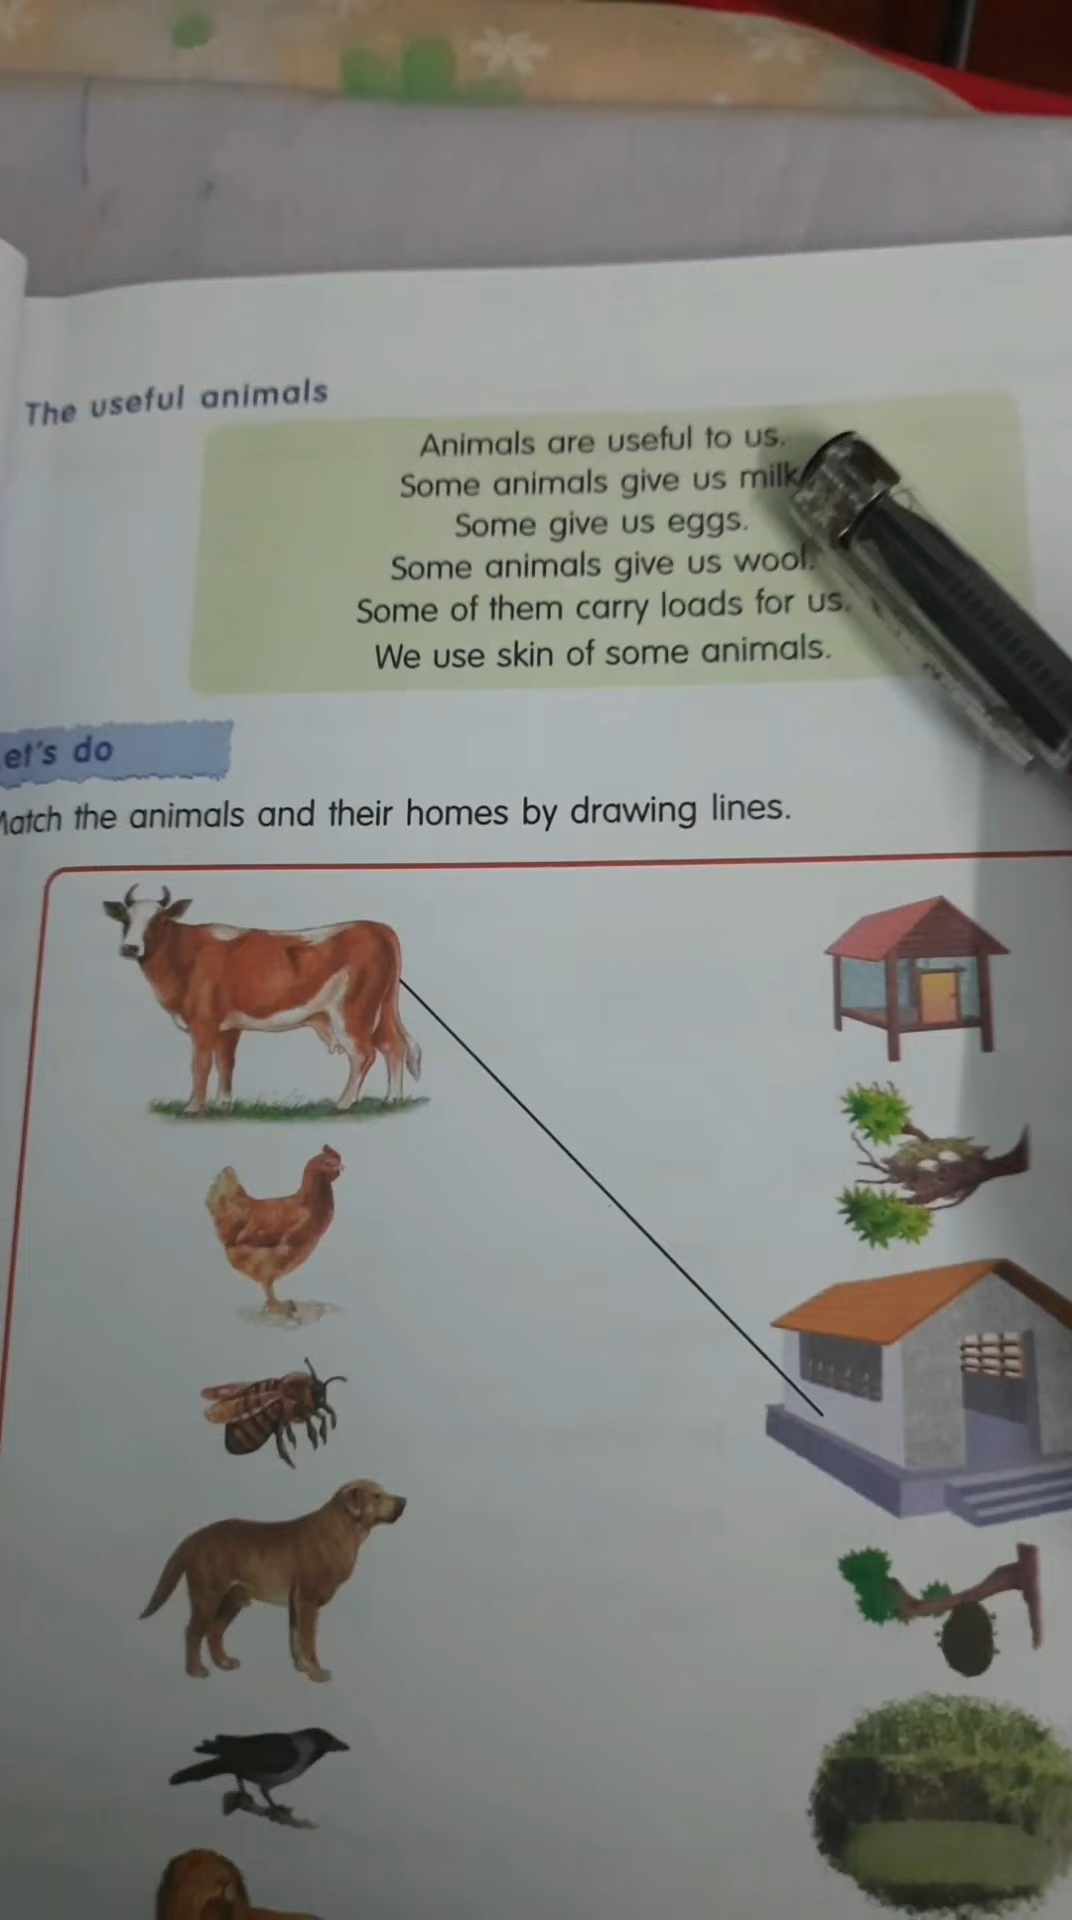 The useful animals
Animals are useful to us.
Some animals give us milk
Some give us eggs.
Some animals give us wool.
Some of them carry loads for us.
We use skin of some animals.
et's do
Match the animals and their homes by drawing lines.